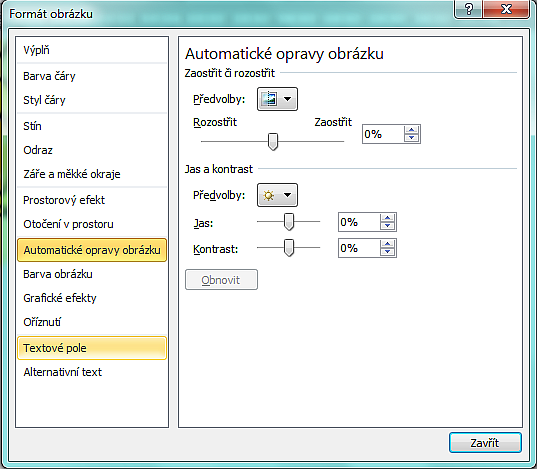 Formát obrázku
Výplň
Barva čáry
Styl čáry
Stín
Odraz
Záře a měkké okraje
Prostorový efekt
Otočení v prostoru
Automatické opravy obrázku
Barva obrázku
Grafické efekty
Oříznutí
Textové pole
Alternativní text
Automatické opravy obrázku
Zaostřit či rozostřit
Předvolby:
Rozostřit Zaostřit
0%
Jas a kontrast
Předvolby:
Jas: 0%
Kontrast: 0%
Obnovit
Zavřít